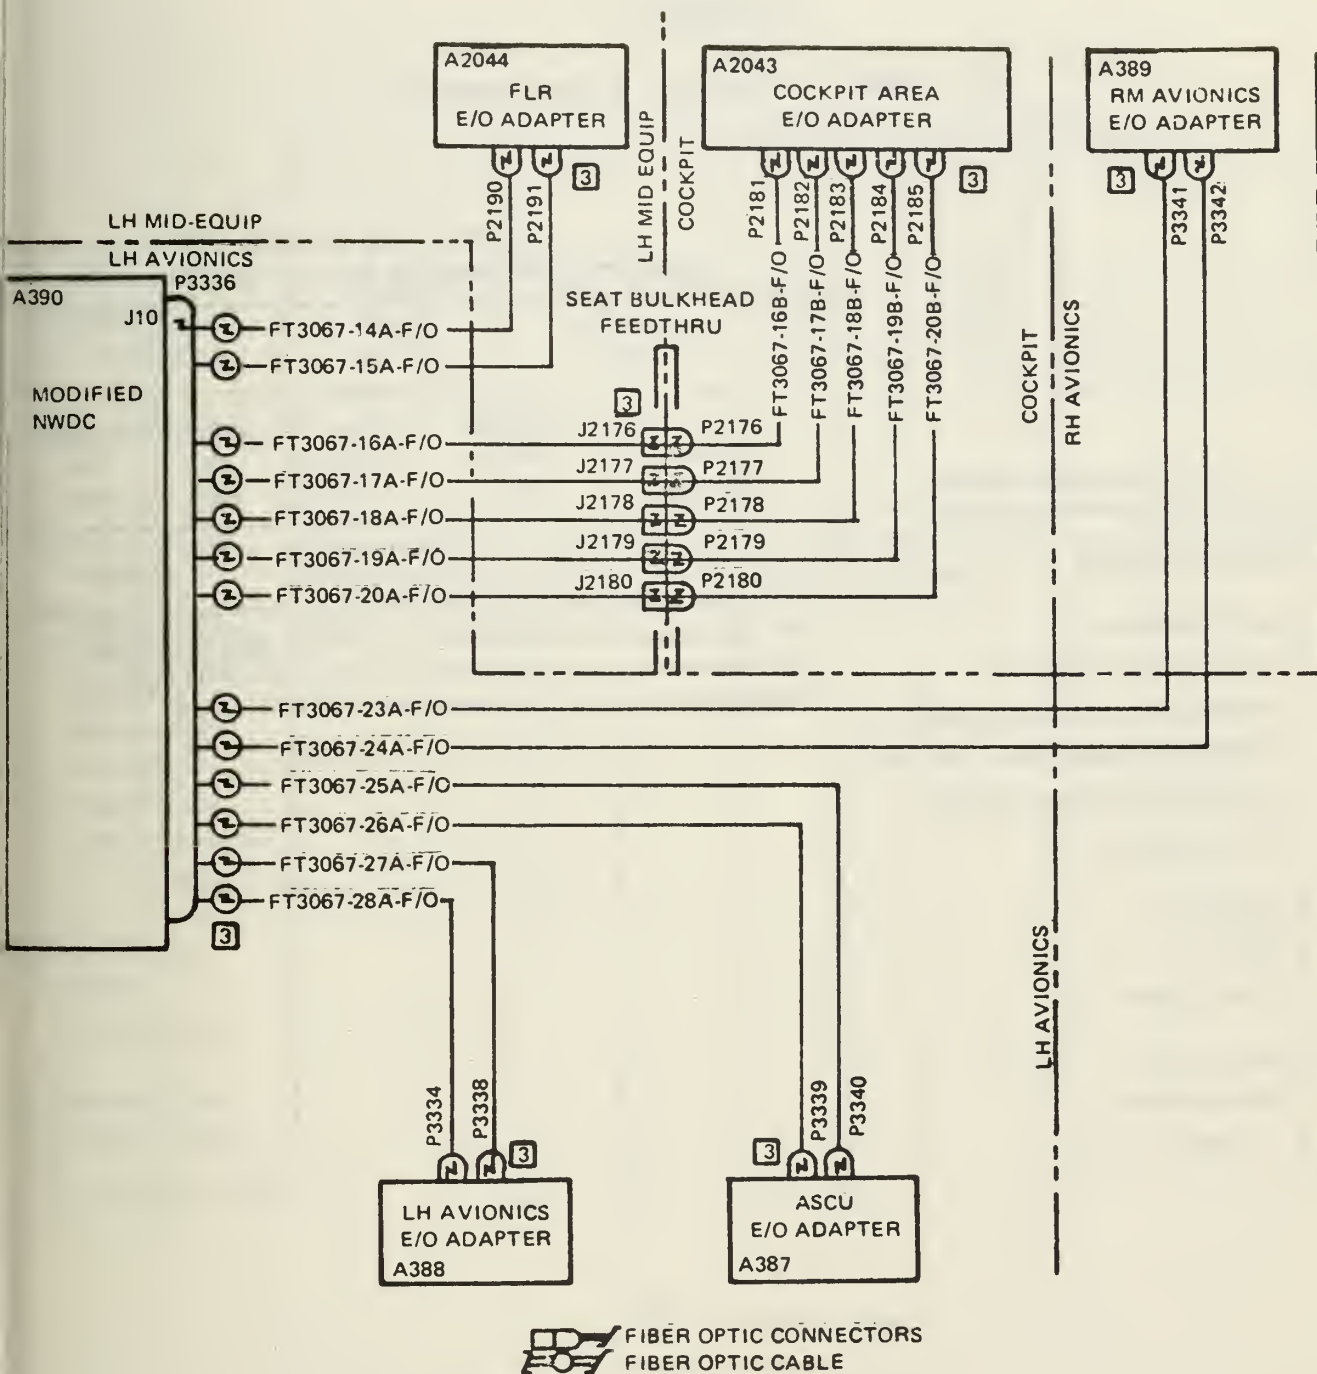 A2044
FLR
E/O ADAPTER
3
P2190
P2191
LH MID EQUIP
COCKPIT
A2043
COCKPIT AREA
E/O ADAPTER
3
P2181
P2182
P2183
P2184
P2185
FT3067-16B-F/O
FT3067-17B-F/O
FT3067-18B-F/O
FT3067-19B-F/O
FT3067-20B-F/O
A389
RM AVIONICS
E/O ADAPTER
3
P3341
P3342
COCKPIT
RH AVIONICS
LH MID-EQUIP
LH AVIONICS
P3336
A390
J10
MODIFIED
NWDC
SEAT BULKHEAD
FEEDTHRU
3
FT3067-14A-F/O
FT3067-15A-F/O
FT3067-16A-F/O
J2176
P2176
FT3067-17A-F/O
J2177
P2177
FT3067-18A-F/O
J2178
P2178
FT3067-19A-F/O
J2179
P2179
FT3067-20A-F/O
J2180
P2180
FT3067-23A-F/O
FT3067-24A-F/O
FT3067-25A-F/O
FT3067-26A-F/O
FT3067-27A-F/O
FT3067-28A-F/O
3
LH AVIONICS
P3334
P3338
3
LH AVIONICS
E/O ADAPTER
A388
P3339
P3340
3
ASCU
E/O ADAPTER
A387
FIBER OPTIC CONNECTORS
FIBER OPTIC CABLE